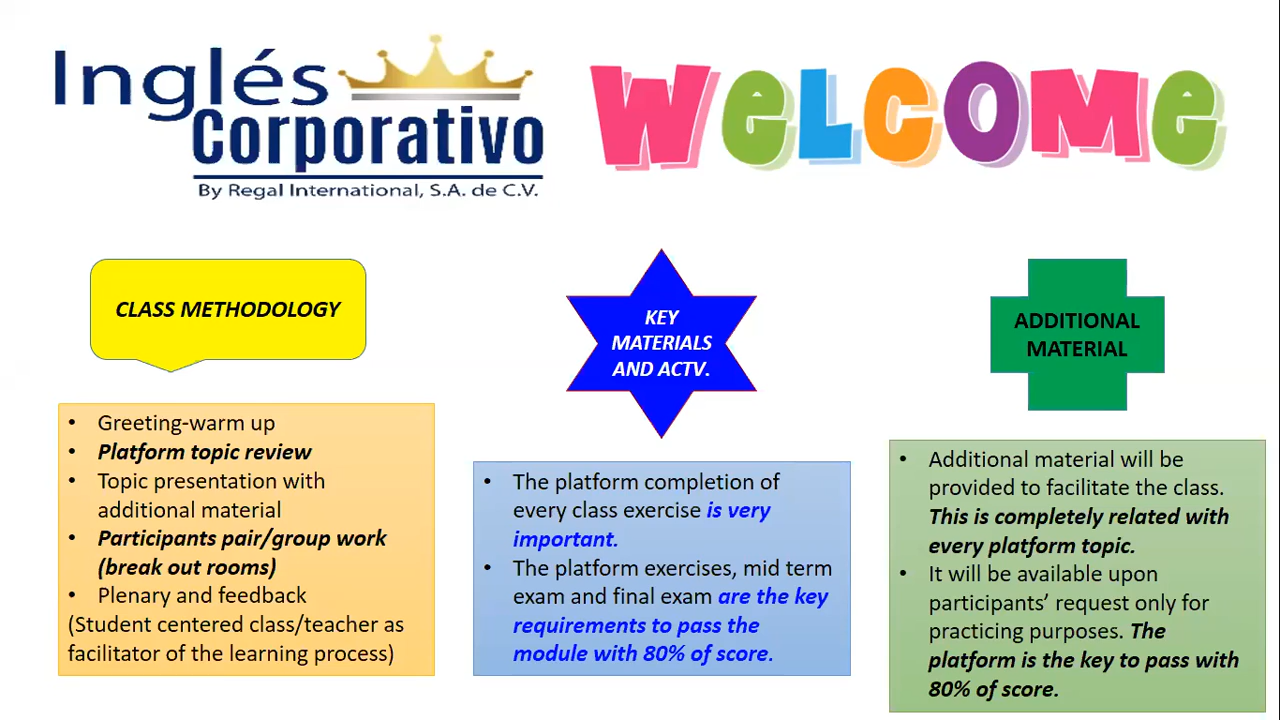 Inglés
Corporativo
By Regal International, S.A. de C.V.
WeLCOMe
CLASS METHODOLOGY
• Greeting-warm up
• Platform topic review
• Topic presentation with
additional material
• Participants pair/group work
(break out rooms)
• Plenary and feedback
(Student centered class/teacher as
facilitator of the learning process)
KEY
MATERIALS
AND ACTV.
• The platform completion of
every class exercise is very
important.
• The platform exercises, mid term
exam and final exam are the key
requirements to pass the
module with 80% of score.
ADDITIONAL
MATERIAL
• Additional material will be
provided to facilitate the class.
This is completely related with
every platform topic.
• It will be available upon
participants’ request only for
practicing purposes. The
platform is the key to pass with
80% of score.